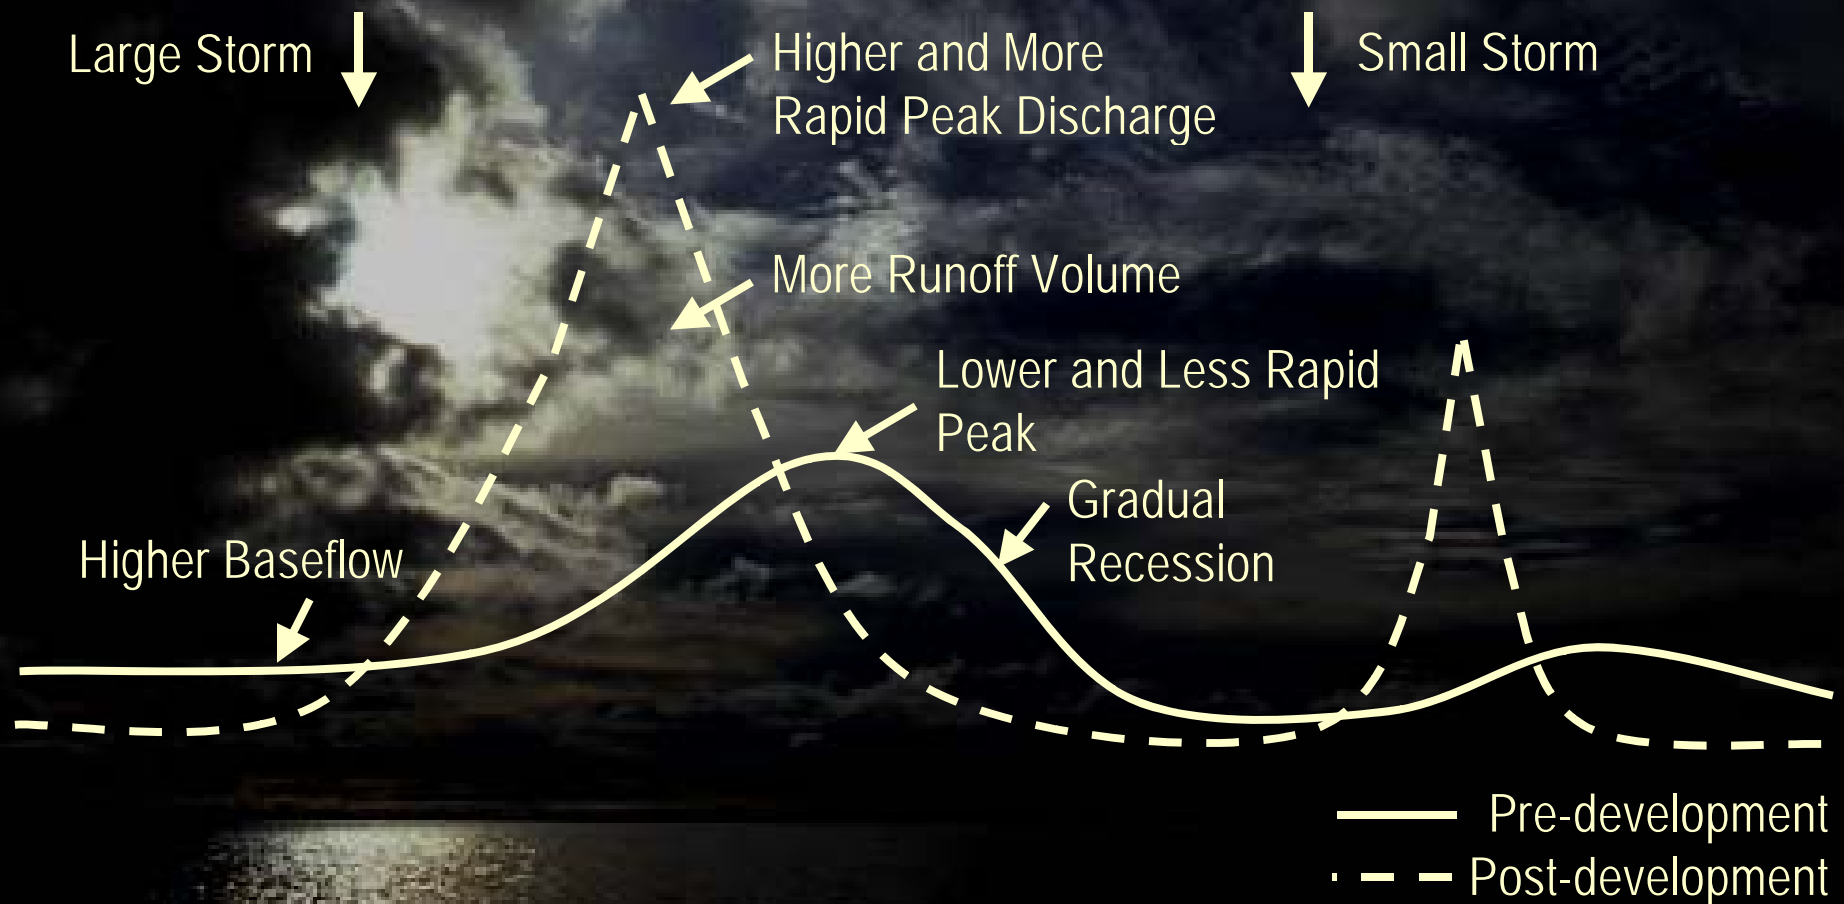 Large Storm
Higher and More
Rapid Peak Discharge
Small Storm
More Runoff Volume
Lower and Less Rapid
Peak
Gradual
Recession
Higher Baseflow
Pre-development
Post-development